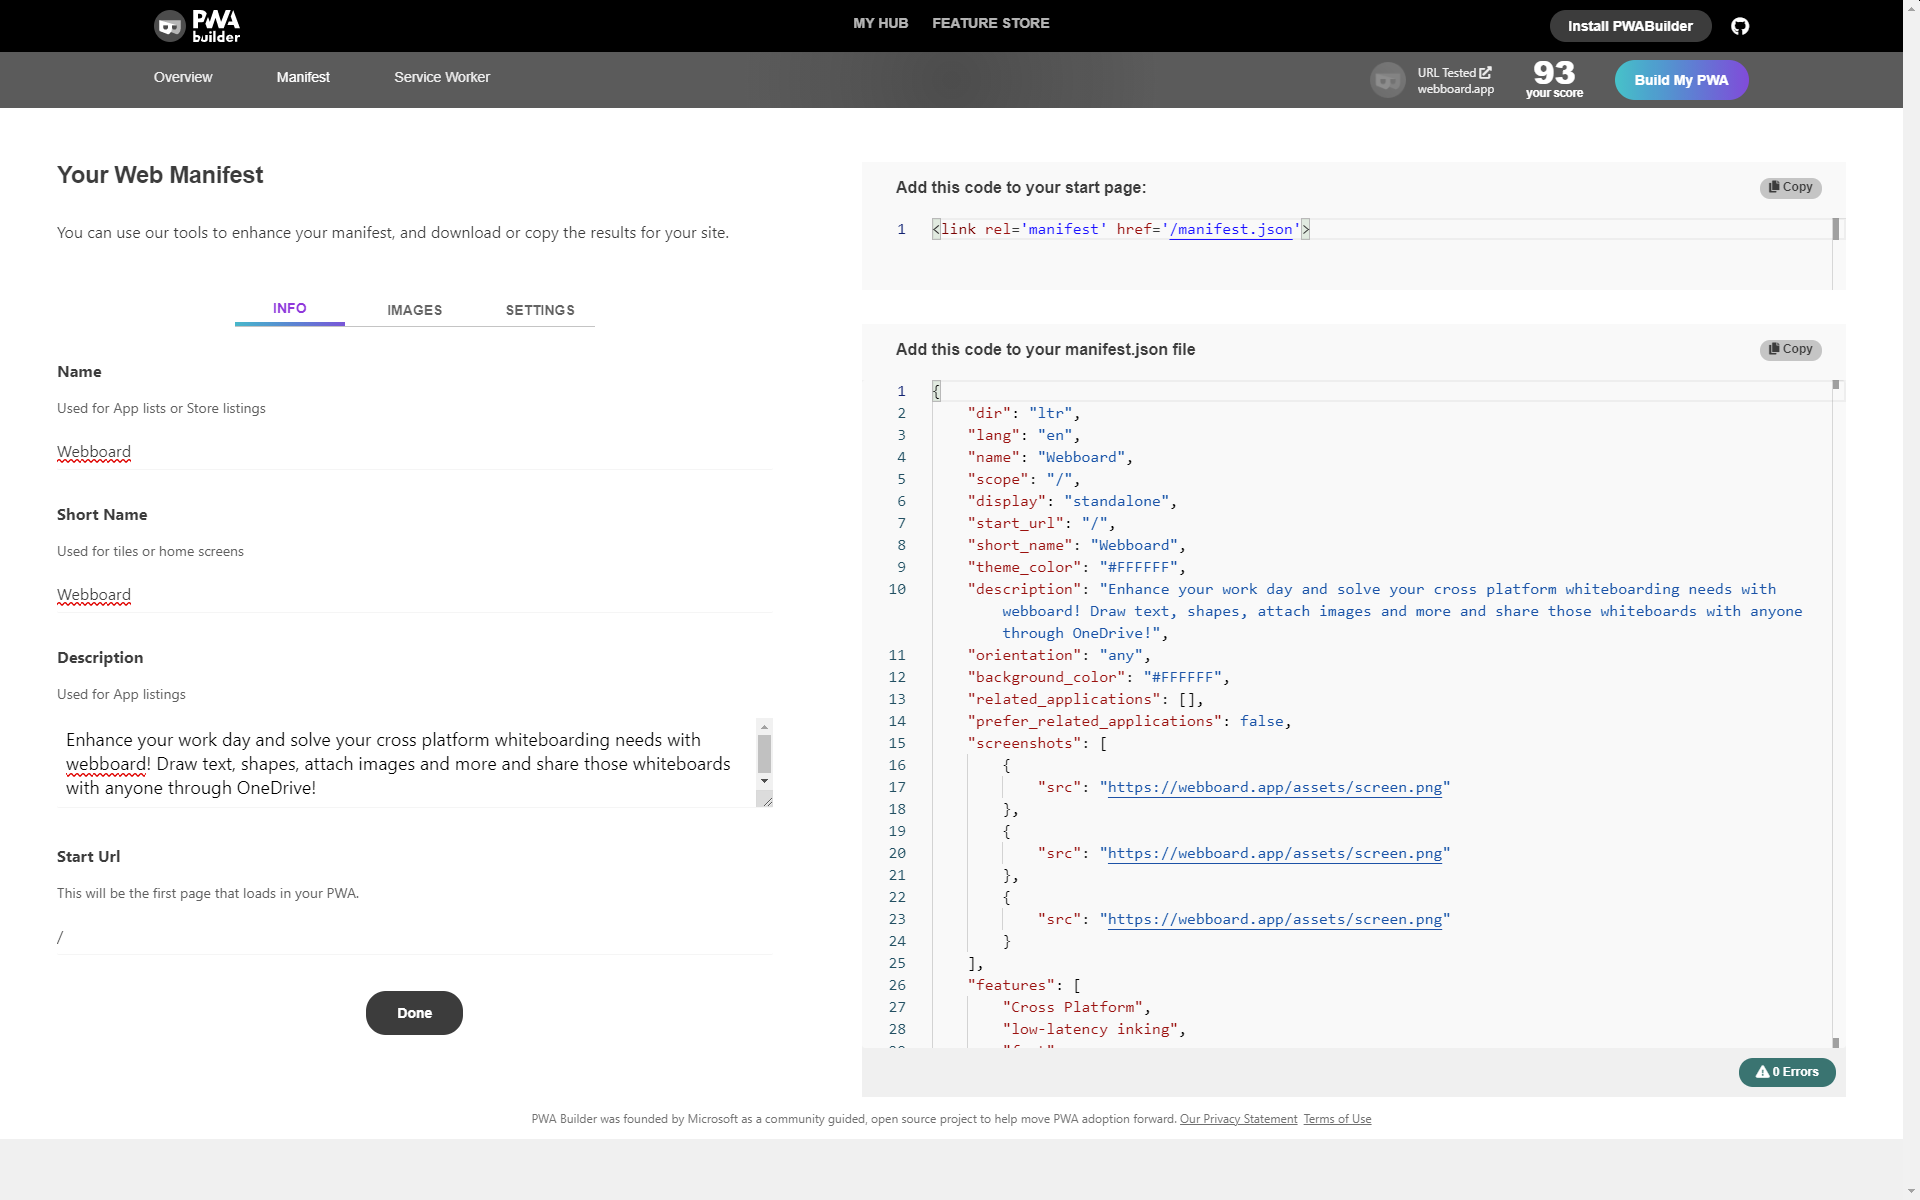 PWA
builder
MY HUB
FEATURE STORE
Install PWABuilder
Overview
Manifest
Service Worker
URL Tested
webboard.app
93
your score
Build My PWA
Your Web Manifest
You can use our tools to enhance your manifest, and download or copy the results for your site.
INFO
IMAGES
SETTINGS
Name
Used for App lists or Store listings
Webboard
Short Name
Used for tiles or home screens
Webboard
Description
Used for App listings
Enhance your work day and solve your cross platform whiteboarding needs with
webboard! Draw text, shapes, attach images and more and share those whiteboards
with anyone through OneDrive!
Start Url
This will be the first page that loads in your PWA.
/
Done
Add this code to your start page:
Copy
1 <link rel='manifest' href='/manifest.json'>
Add this code to your manifest.json file
Copy
1 {
2 "dir": "ltr",
3 "lang": "en",
4 "name": "Webboard",
5 "scope": "/",
6 "display": "standalone",
7 "start_url": "/",
8 "short_name": "Webboard",
9 "theme_color": "#FFFFFF",
10 "description": "Enhance your work day and solve your cross platform whiteboarding needs with
webboard! Draw text, shapes, attach images and more and share those whiteboards with anyone
through OneDrive!",
11 "orientation": "any",
12 "background_color": "#FFFFFF",
13 "related_applications": [],
14 "prefer_related_applications": false,
15 "screenshots": [
16 {
17 "src": "https://webboard.app/assets/screen.png"
18 },
19 {
20 "src": "https://webboard.app/assets/screen.png"
21 },
22 {
23 "src": "https://webboard.app/assets/screen.png"
24 }
25 ],
26 "features": [
27 "Cross Platform",
28 "low-latency inking",
0 Errors
PWA Builder was founded by Microsoft as a community guided, open source project to help move PWA adoption forward. Our Privacy Statement Terms of Use